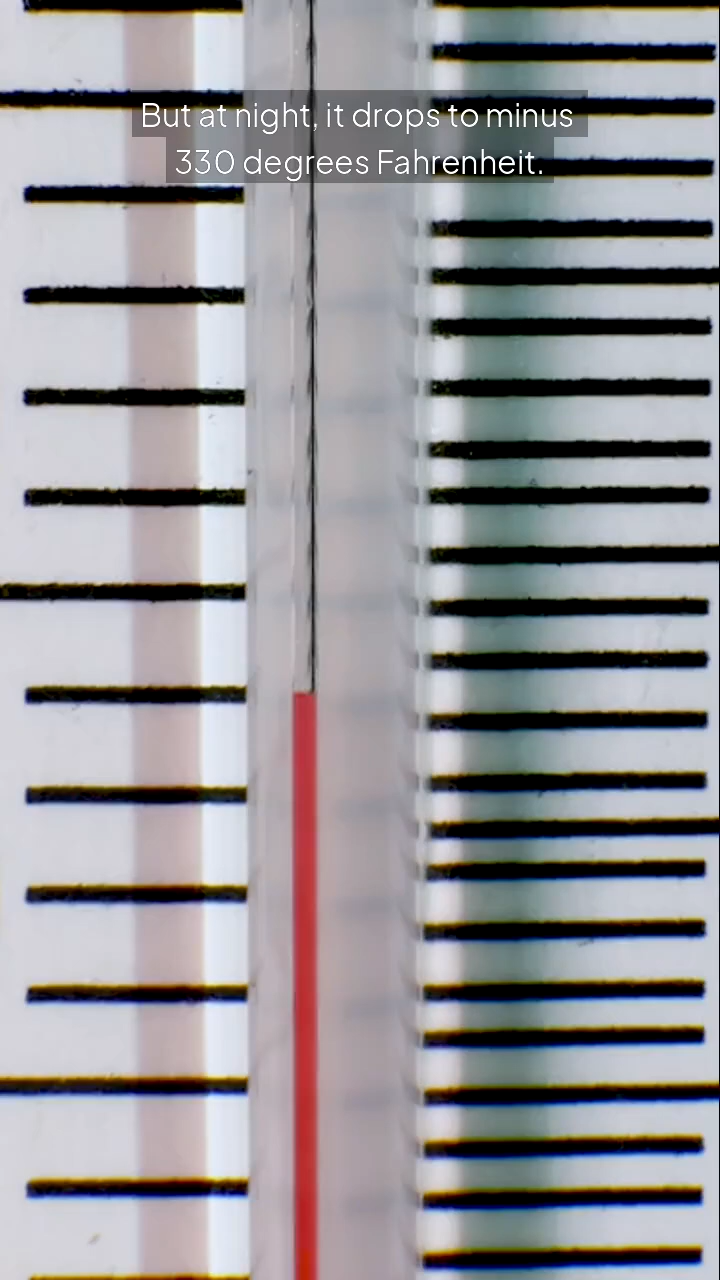 But at night, it drops to minus
330 degrees Fahrenheit.